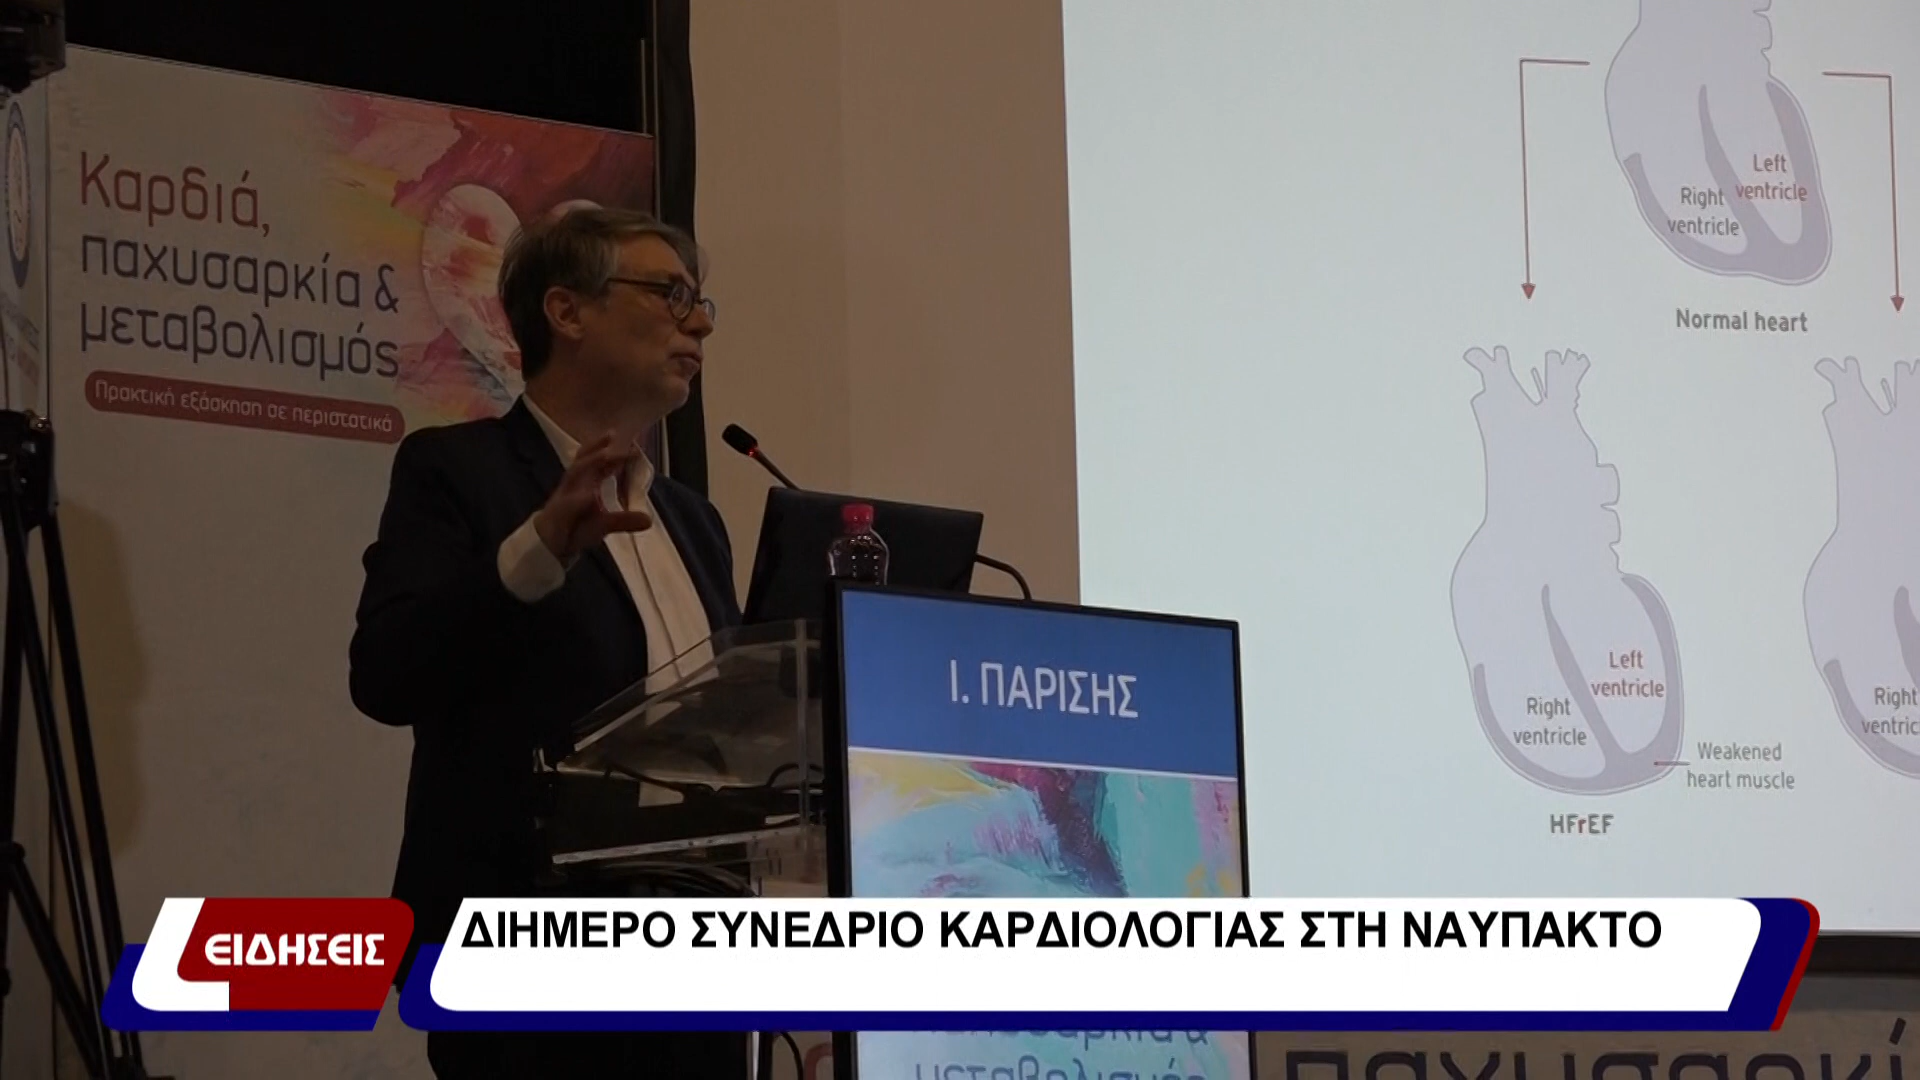 Καρδιά,
παχυσαρκία &
μεταβολισμός
Πρακτική εξάσκηση σε περιστατικά
Left
ventricle
Right
ventricle
Normal heart
Ι. ΠΑΡΙΣΗΣ
Left
ventricle
Right
ventricle
Weakened
heart muscle
HFrEF
Right
ΕΙΔΗΣΕΙΣ
ΔΙΗΜΕΡΟ ΣΥΝΕΔΡΙΟ ΚΑΡΔΙΟΛΟΓΙΑΣ ΣΤΗ ΝΑΥΠΑΚΤΟ